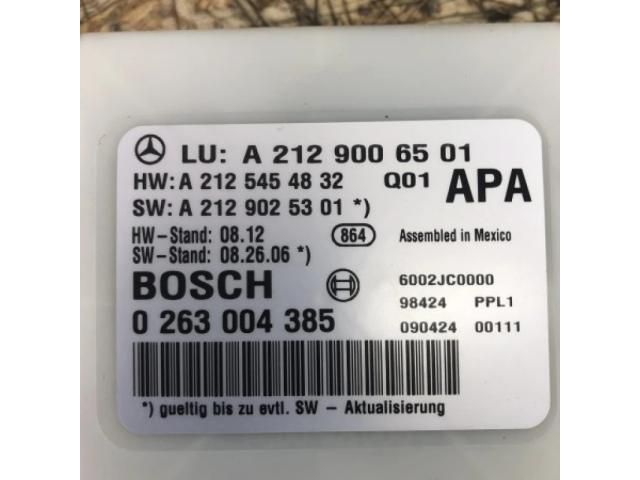 LU: A 212 900 65 01
HW: A 212 545 48 32 Q01 APA
SW: A 212 902 53 01 *)
HW-Stand: 08.12 864 Assembled in Mexico
SW-Stand: 08.26.06 *)
BOSCH 6002JC0000
98424 PPL1
0 263 004 385 090424 00111
*) gueltig bis zu evtl. SW - Aktualisierung